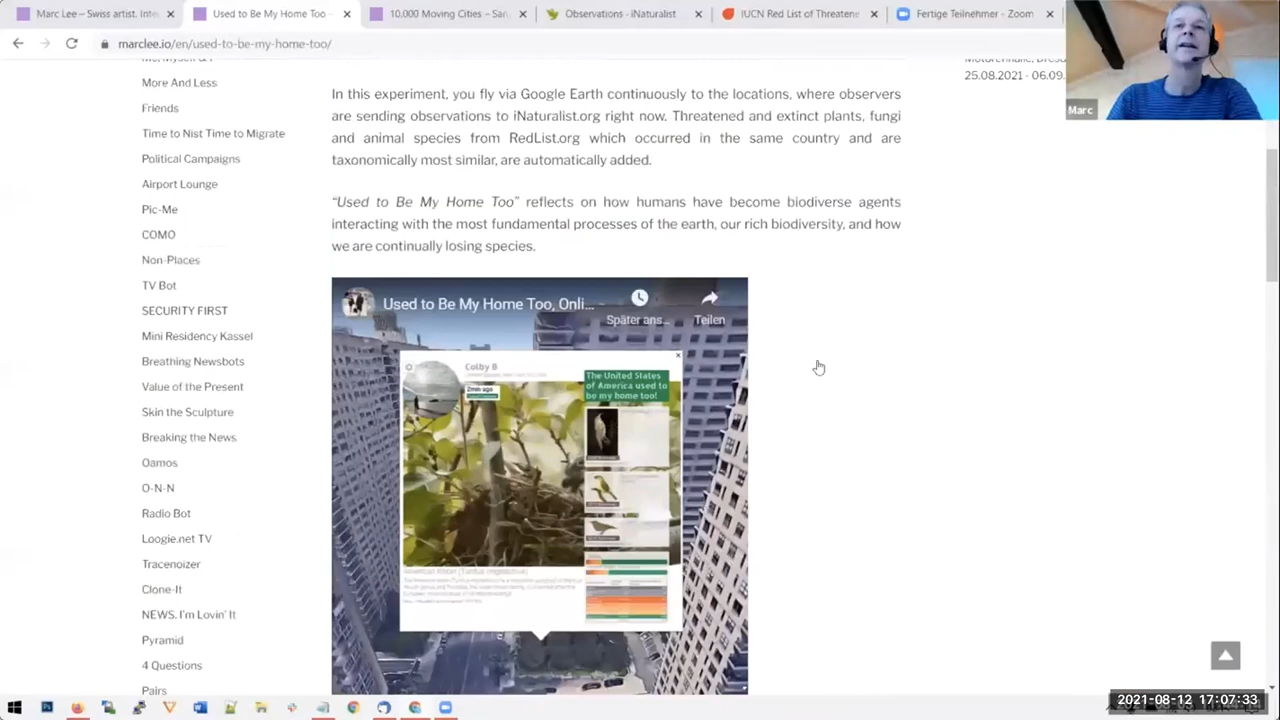 Marc Lee – Swiss artist. Inte
Used to Be My Home Too –
10.000 Moving Cities – Sa
Observations · iNaturalist
IUCN Red List of Threatene
Fertige Teilnehmer - Zoom
marclee.io/en/used-to-be-my-home-too/
Marc
25.08.2021 - 06.09.
More And Less
Friends
Time to Nist Time to Migrate
Political Campaigns
Airport Lounge
Pic-Me
COMO
Non-Places
TV Bot
SECURITY FIRST
Mini Residency Kassel
Breathing Newsbots
Value of the Present
Skin the Sculpture
Breaking the News
Oamos
O-N-N
Radio Bot
Loogie.net TV
Tracenoizer
Clone-It
NEWS. I'm Lovin' It
Pyramid
4 Questions
Pairs
In this experiment, you fly via Google Earth continuously to the locations, where observers
are sending observations to iNaturalist.org right now. Threatened and extinct plants, fungi
and animal species from RedList.org which occurred in the same country and are
taxonomically most similar, are automatically added.
“Used to Be My Home Too” reflects on how humans have become biodiverse agents
interacting with the most fundamental processes of the earth, our rich biodiversity, and how
we are continually losing species.
Used to Be My Home Too, Onli...
Später ans...
Teilen
Colby B
2min ago
The United States
of America used to
be my home too!
American Robin (Turdus migratorius)
2021-08-12 17:07:33